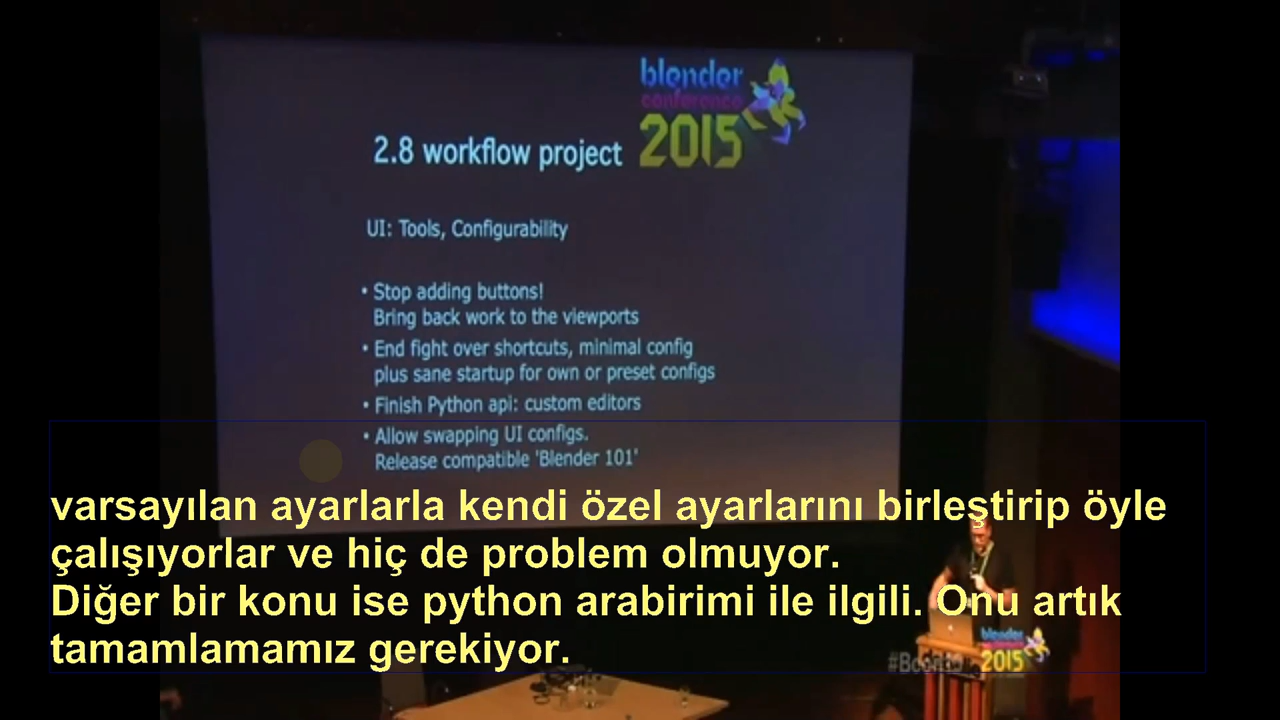 blender
conference
2015
2.8 workflow project
UI: Tools, Configurability
• Stop adding buttons!
Bring back work to the viewports
• End fight over shortcuts, minimal config
plus sane startup for own or preset configs
• Finish Python api: custom editors
• Allow swapping UI configs.
Release compatible 'Blender 101'
varsayılan ayarlarla kendi özel ayarlarını birleştirip öyle
çalışıyorlar ve hiç de problem olmuyor.
Diğer bir konu ise python arabirimi ile ilgili. Onu artık
tamamlamamız gerekiyor.
blender
2015